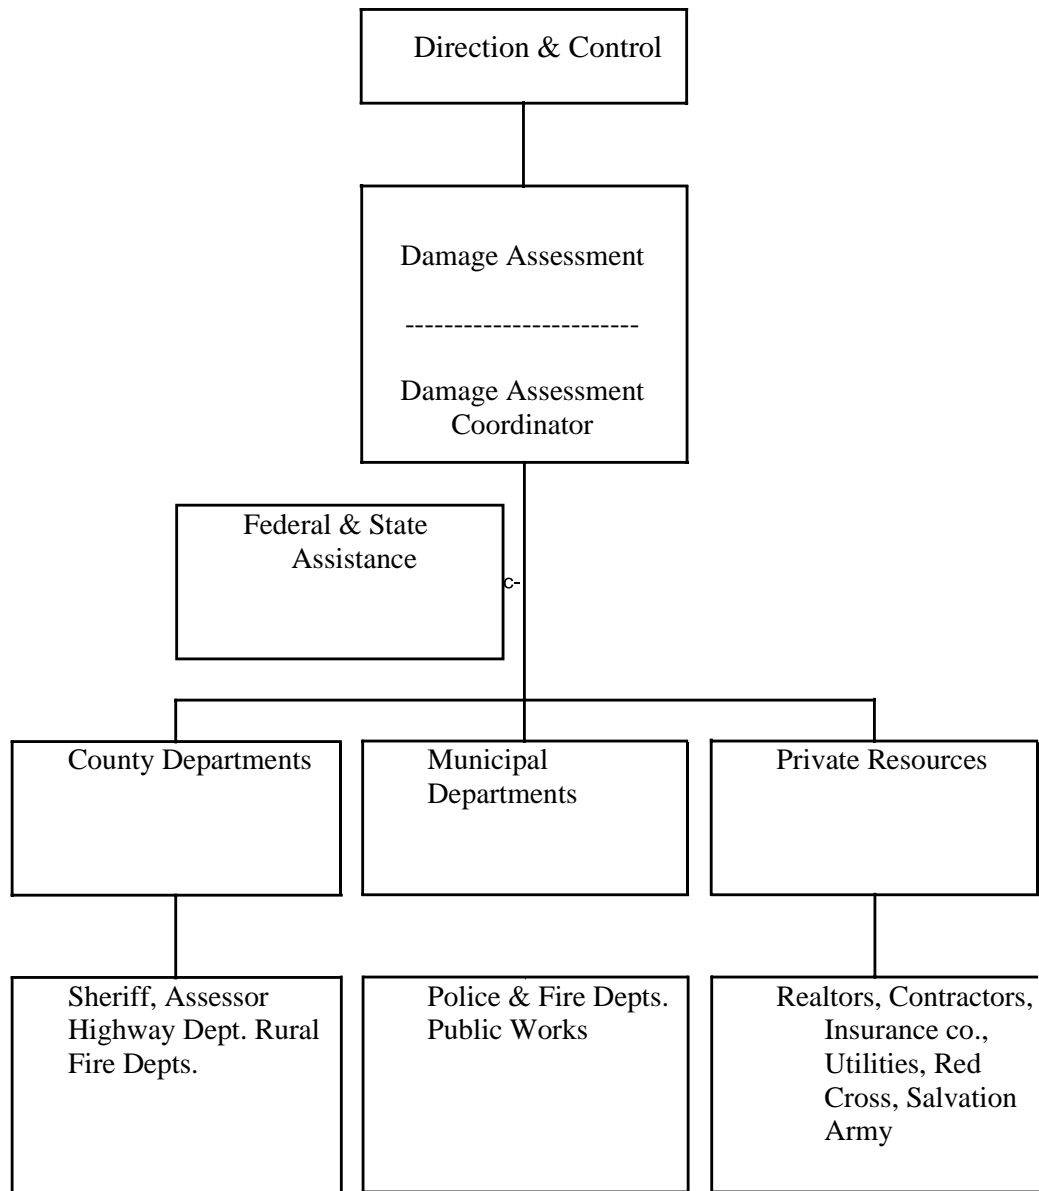 Direction & Control
Damage Assessment
------------------------
Damage Assessment
Coordinator
Federal & State
Assistance
c-
County Departments
Municipal
Departments
Private Resources
Sheriff, Assessor
Highway Dept. Rural
Fire Depts.
Police & Fire Depts.
Public Works
Realtors, Contractors,
Insurance co.,
Utilities, Red
Cross, Salvation
Army